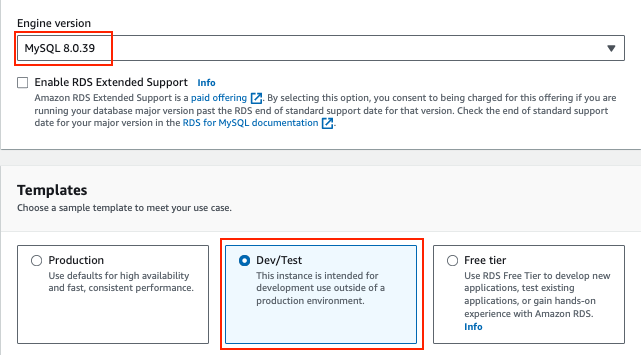 Engine version
MySQL 8.0.39
Enable RDS Extended Support Info
Amazon RDS Extended Support is a paid offering. By selecting this option, you consent to being charged for this offering if you are
running your database major version past the RDS end of standard support date for that version. Check the end of standard support
date for your major version in the RDS for MySQL documentation.
Templates
Choose a sample template to meet your use case.
Production
Use defaults for high availability
and fast, consistent performance.
Dev/Test
This instance is intended for
development use outside of a
production environment.
Free tier
Use RDS Free Tier to develop new
applications, test existing
applications, or gain hands-on
experience with Amazon RDS.
Info